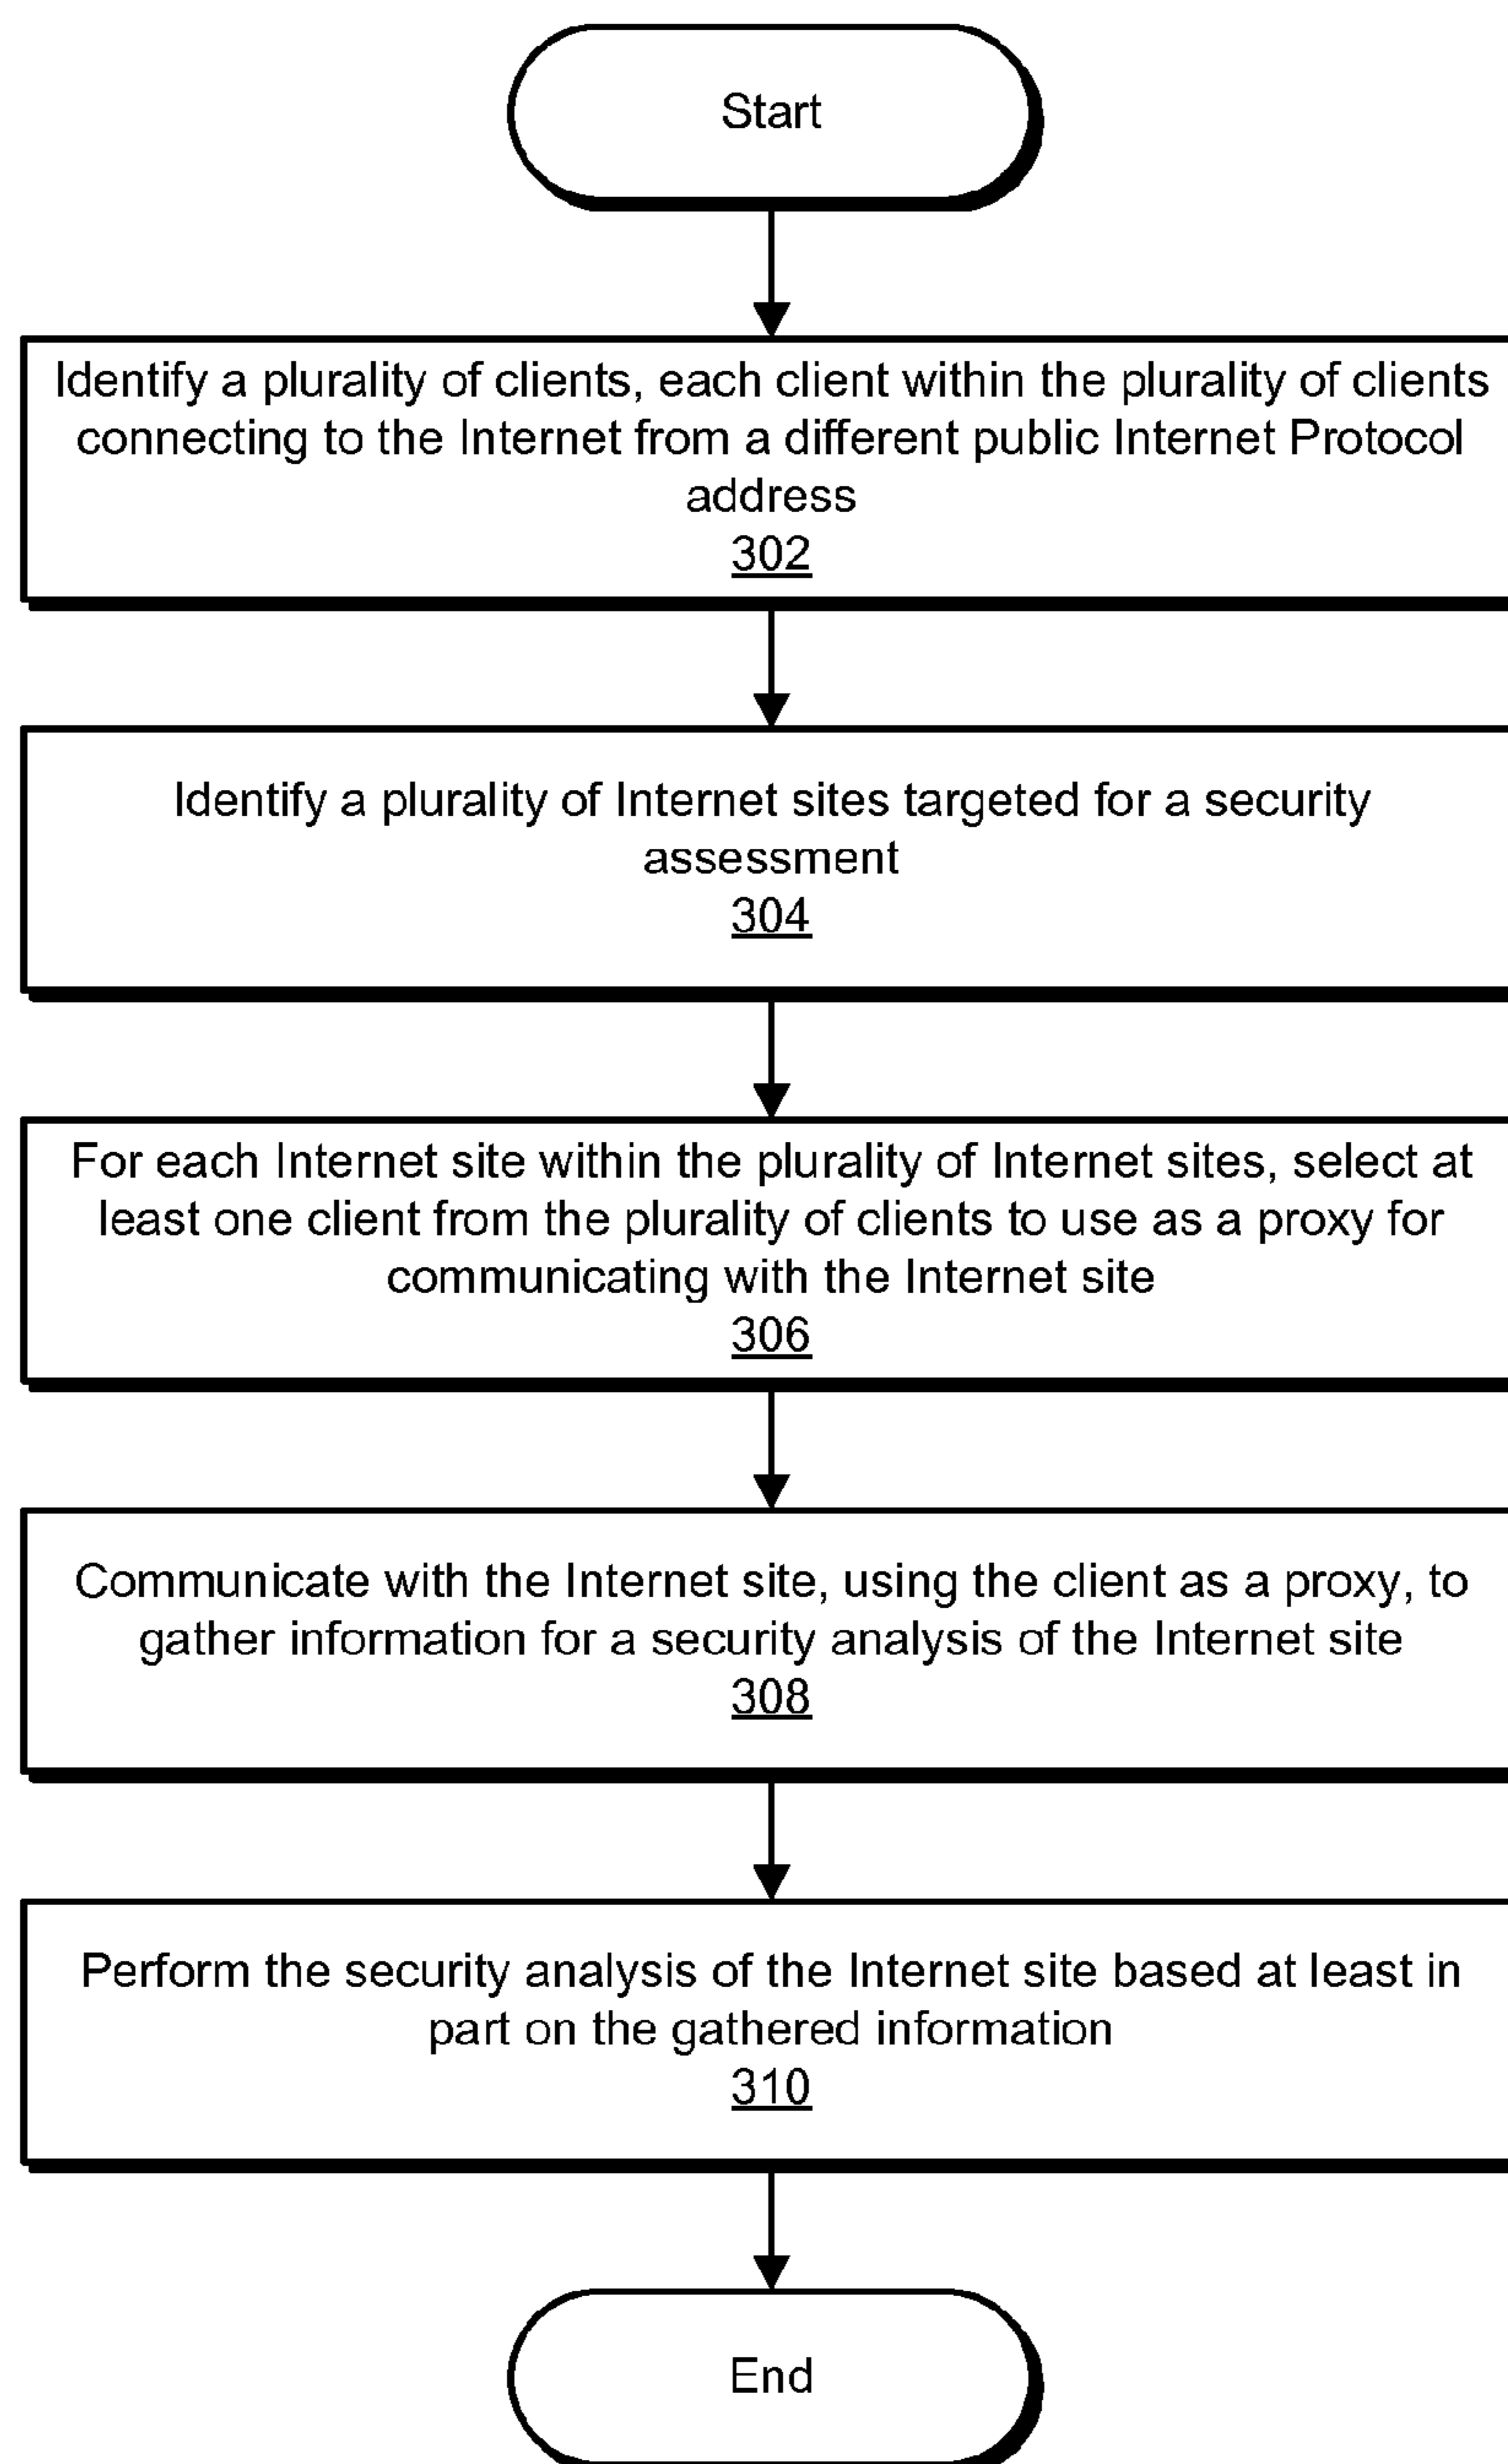 Start
Identify a plurality of clients, each client within the plurality of clients
connecting to the Internet from a different public Internet Protocol
address
302
Identify a plurality of Internet sites targeted for a security
assessment
304
For each Internet site within the plurality of Internet sites, select at
least one client from the plurality of clients to use as a proxy for
communicating with the Internet site
306
Communicate with the Internet site, using the client as a proxy, to
gather information for a security analysis of the Internet site
308
Perform the security analysis of the Internet site based at least in
part on the gathered information
310
End